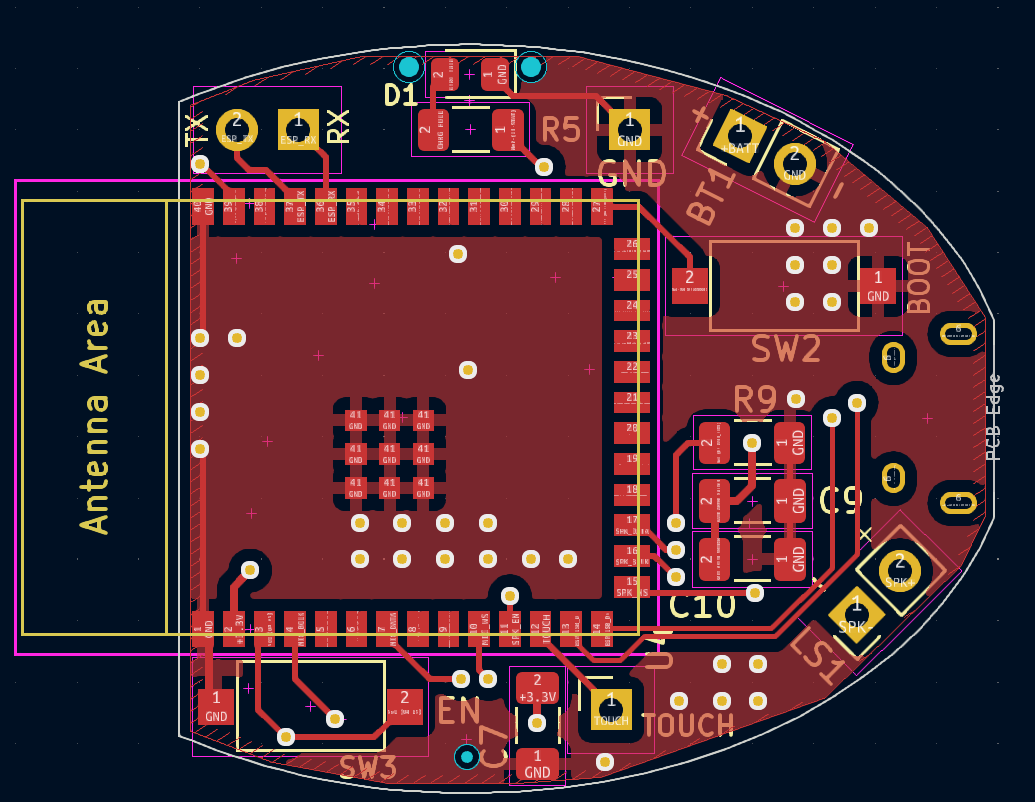 D1
TX
2
ESP_TX
1
ESP_RX
RX
2
1
GND
2
1
R5
1
GND
GND
+
1
+BATT
2
GND
BT1
-
40
GND
39
38
37
ESP_TX
36
ESP_RX
35
34
33
32
31
30
29
28
27
26
25
24
23
22
21
20
19
18
17
16
15
SPK_WS
2
1
GND
BOOT
SW2
Antenna Area
41
GND
41
GND
41
GND
41
GND
41
GND
41
GND
41
GND
41
GND
41
GND
R9
2
1
GND
2
1
GND
C9
2
1
GND
C10
PCB Edge
2
SPK+
1
SPK-
LS1
1
GND
2
+3.3V
3
4
5
6
7
8
9
10
MIC_WS
11
SPK_EN
12
TOUCH
13
14
1
GND
2
SW3
EN
C7
2
+3.3V
1
GND
1
TOUCH
TOUCH